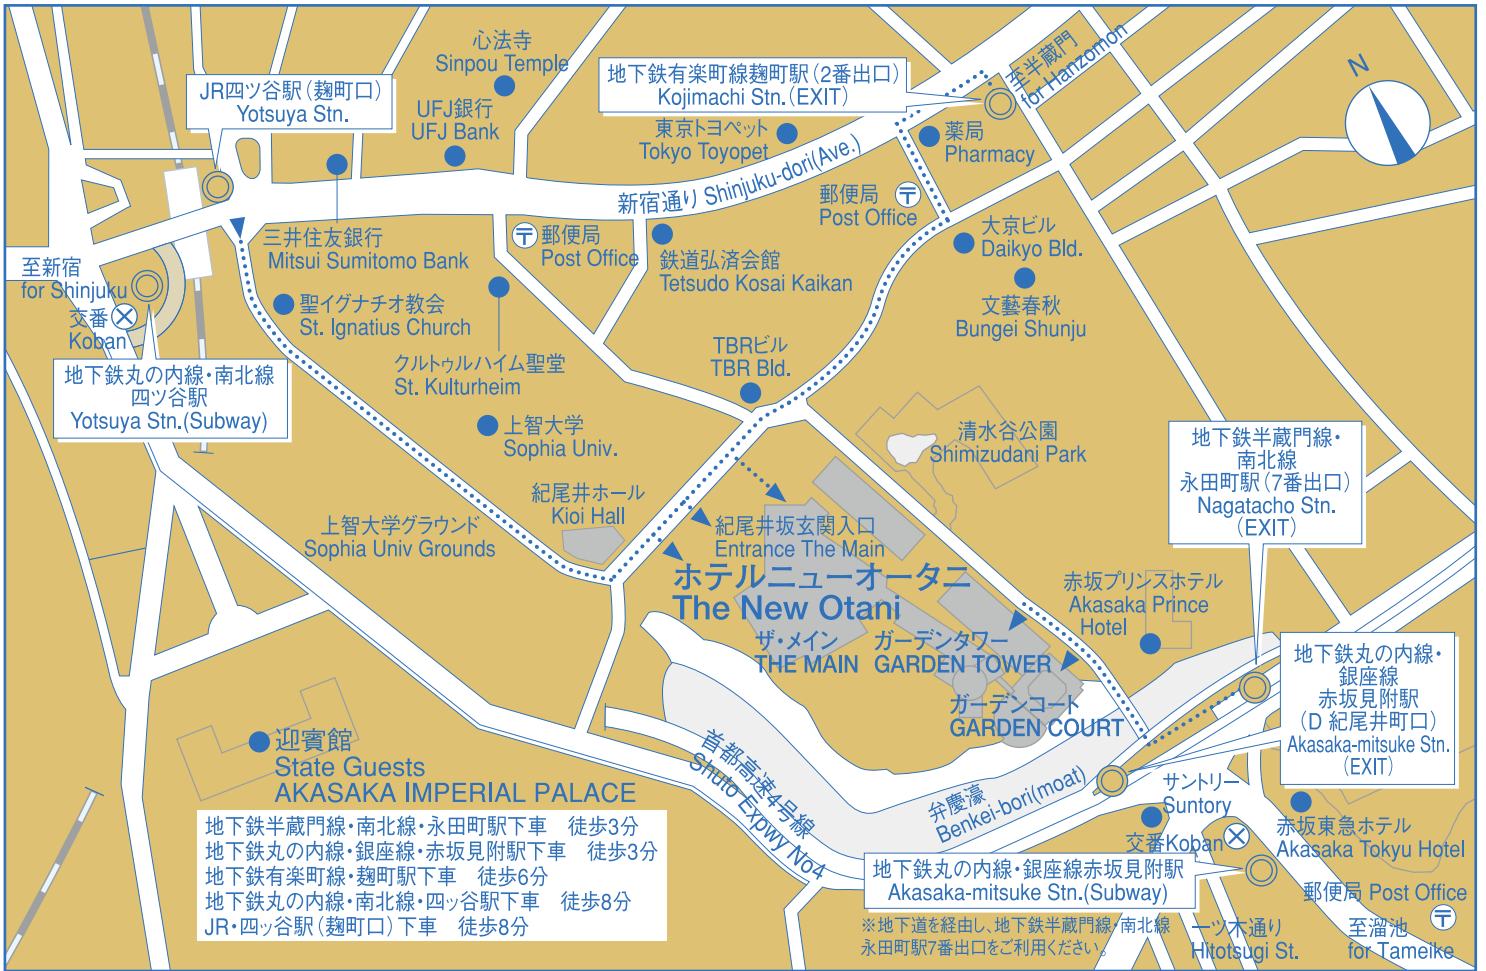 心法寺
Sinpou Temple
JR四ツ谷駅(麹町口)
Yotsuya Stn.
UFJ銀行
UFJ Bank
地下鉄有楽町線麹町駅(2番出口)
Kojimachi Stn.(EXIT)
至半蔵門
for Hanzomon
N
東京トヨペット
Tokyo Toyopet
薬局
Pharmacy
新宿通り Shinjuku-dori(Ave.)
郵便局
Post Office
三井住友銀行
Mitsui Sumitomo Bank
郵便局
Post Office
鉄道弘済会館
Tetsudo Kosai Kaikan
大京ビル
Daikyo Bld.
文藝春秋
Bungei Shunju
至新宿
for Shinjuku
交番
Koban
聖イグナチオ教会
St. Ignatius Church
クルトゥルハイム聖堂
St. Kulturheim
TBRビル
TBR Bld.
地下鉄丸の内線・南北線
四ツ谷駅
Yotsuya Stn.(Subway)
上智大学
Sophia Univ.
清水谷公園
Shimizudani Park
地下鉄半蔵門線・
南北線
永田町駅(7番出口)
Nagatacho Stn.
(EXIT)
紀尾井ホール
Kioi Hall
上智大学グラウンド
Sophia Univ Grounds
紀尾井坂玄関入口
Entrance The Main
ホテルニューオータニ
The New Otani
ザ・メイン
THE MAIN
ガーデンタワー
GARDEN TOWER
ガーデンコート
GARDEN COURT
赤坂プリンスホテル
Akasaka Prince
Hotel
地下鉄丸の内線・
銀座線
赤坂見附駅
(D 紀尾井町口)
Akasaka-mitsuke Stn.
(EXIT)
迎賓館
State Guests
AKASAKA IMPERIAL PALACE
首都高速4号線
Shuto Expwy No4
弁慶濠
Benkei-bori(moat)
サントリー
Suntory
交番Koban
赤坂東急ホテル
Akasaka Tokyu Hotel
地下鉄半蔵門線・南北線・永田町駅下車 徒歩3分
地下鉄丸の内線・銀座線・赤坂見附駅下車 徒歩3分
地下鉄有楽町線・麹町駅下車 徒歩6分
地下鉄丸の内線・南北線・四ッ谷駅下車 徒歩8分
JR・四ッ谷駅(麹町口)下車 徒歩8分
地下鉄丸の内線・銀座線赤坂見附駅
Akasaka-mitsuke Stn.(Subway)
※地下道を経由し、地下鉄半蔵門線・南北線
永田町駅7番出口をご利用ください。
郵便局 Post Office
一ツ木通り
Hitotsugi St.
至溜池
for Tameike